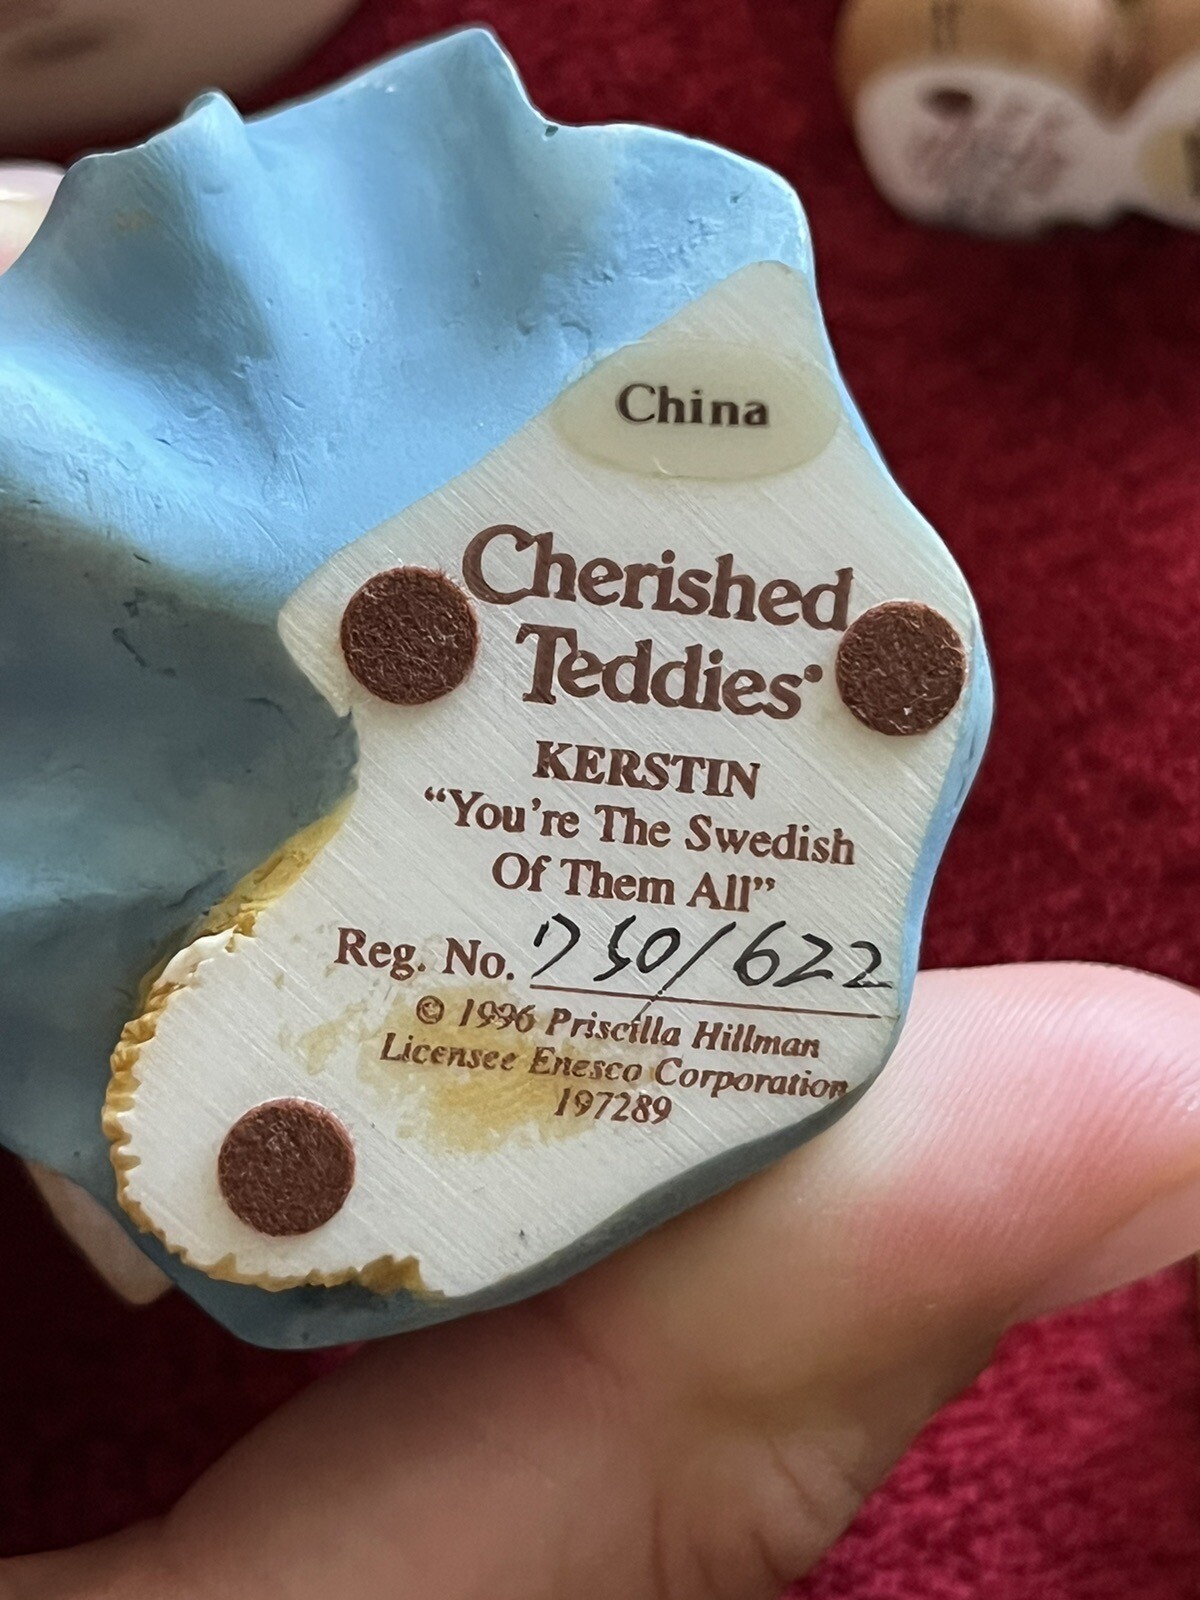 China
Cherished
Teddies®
KERSTIN
“You’re The Swedish
Of Them All”
Reg. No. 750/622
© 1996 Priscilla Hillman
Licensee Enesco Corporation
197289